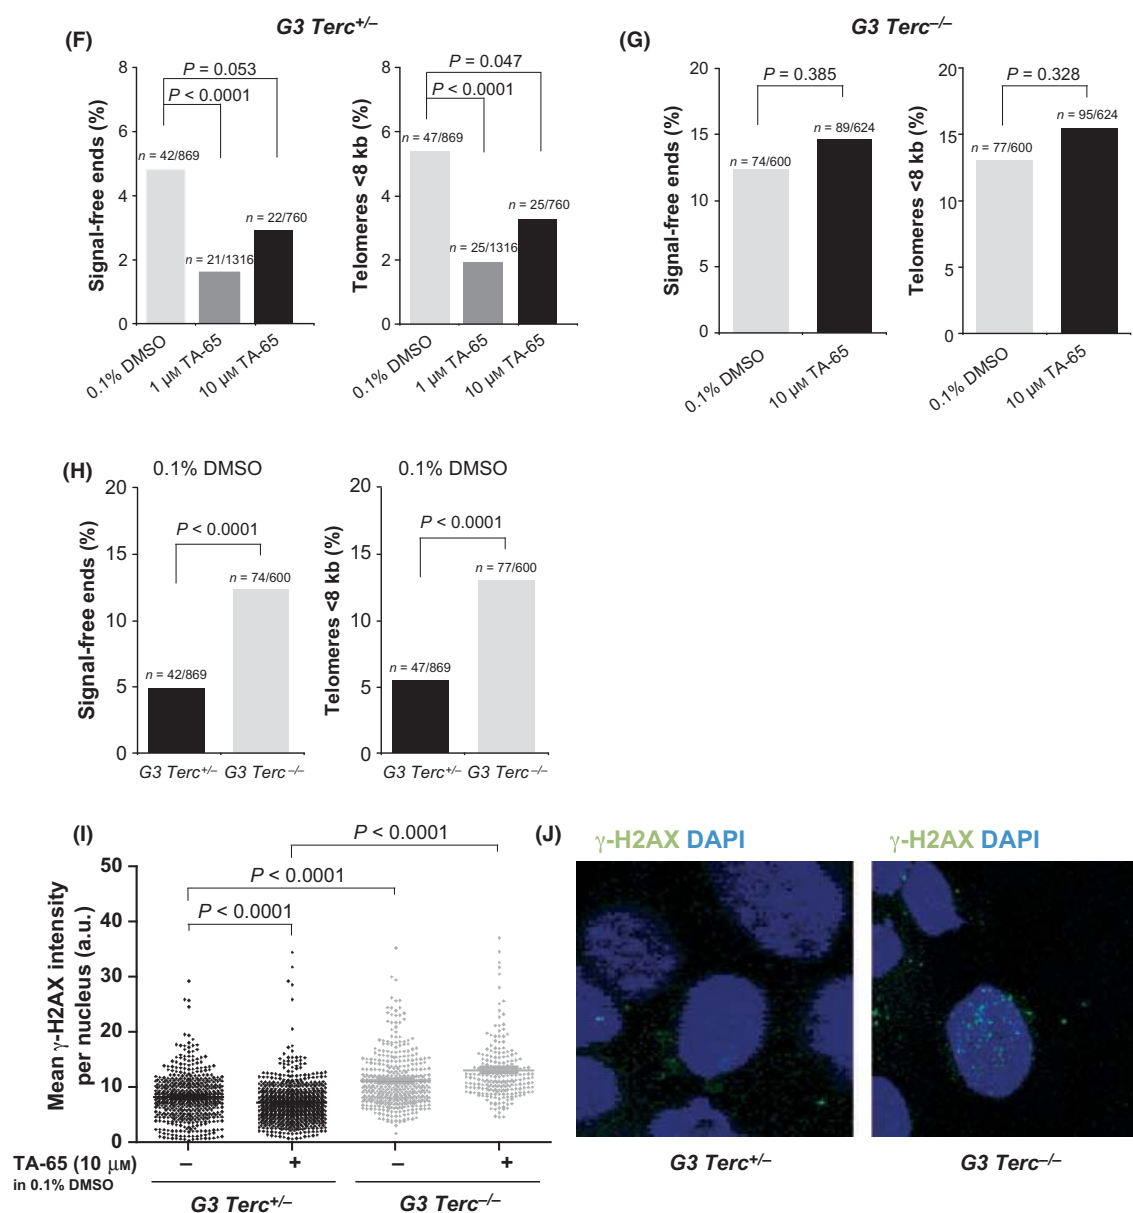 G3 Terc+/–
(F)
Signal-free ends (%)
8
6
4
2
0
P = 0.053
P < 0.0001
n = 42/869
n = 21/1316
n = 22/760
0.1% DMSO
1 μM TA-65
10 μM TA-65
Telomeres <8 kb (%)
8
6
4
2
0
P = 0.047
P < 0.0001
n = 47/869
n = 25/1316
n = 25/760
0.1% DMSO
1 μM TA-65
10 μM TA-65
G3 Terc–/–
(G)
Signal-free ends (%)
20
15
10
5
0
P = 0.385
n = 74/600
n = 89/624
0.1% DMSO
10 μM TA-65
Telomeres <8 kb (%)
20
15
10
5
0
P = 0.328
n = 77/600
n = 95/624
0.1% DMSO
10 μM TA-65
(H)
0.1% DMSO
Signal-free ends (%)
20
15
10
5
0
P < 0.0001
n = 42/869
n = 74/600
G3 Terc+/–
G3 Terc–/–
0.1% DMSO
Telomeres <8 kb (%)
20
15
10
5
0
P < 0.0001
n = 47/869
n = 77/600
G3 Terc+/–
G3 Terc–/–
(I)
Mean γ-H2AX intensity
per nucleus (a.u.)
50
40
30
20
10
0
P < 0.0001
P < 0.0001
P < 0.0001
TA-65 (10 μM)
in 0.1% DMSO
– + – +
G3 Terc+/–
G3 Terc–/–
(J)
γ-H2AX DAPI
γ-H2AX DAPI
G3 Terc+/–
G3 Terc–/–